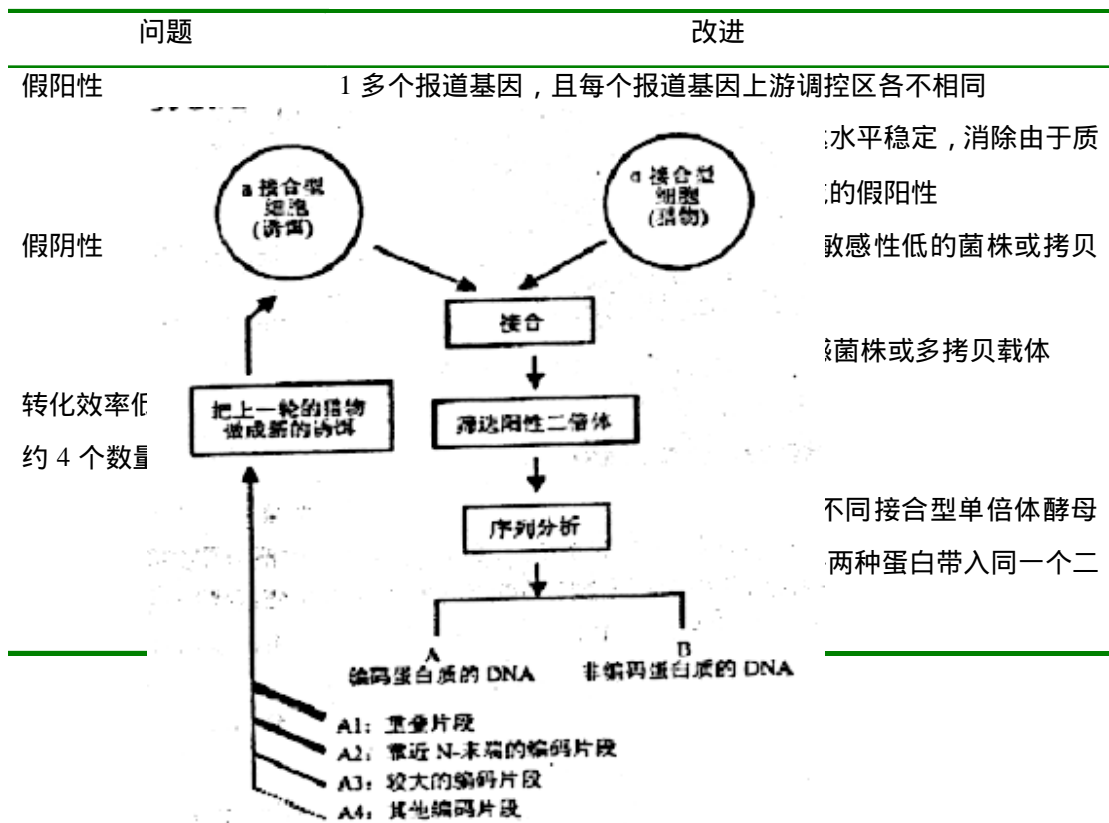 问题 改进
假阳性 1 多个报道基因，且每个报道基因上游调控区各不相同
水平稳定，消除由于质
的假阳性
假阴性 敏感性低的菌株或拷贝
菌株或多拷贝载体
转化效率低
约 4 个数量
不同接合型单倍体酵母
两种蛋白带入同一个二
a 接合型
细胞
(诱饵)
α 接合型
细胞
(猎物)
接合
把上一轮的猎物
做成新的诱饵
筛选阳性二倍体
序列分析
A
编码蛋白质的 DNA
B
非编码蛋白质的 DNA
A1：重叠片段
A2：靠近 N-末端的编码片段
A3：较大的编码片段
A4：其他编码片段